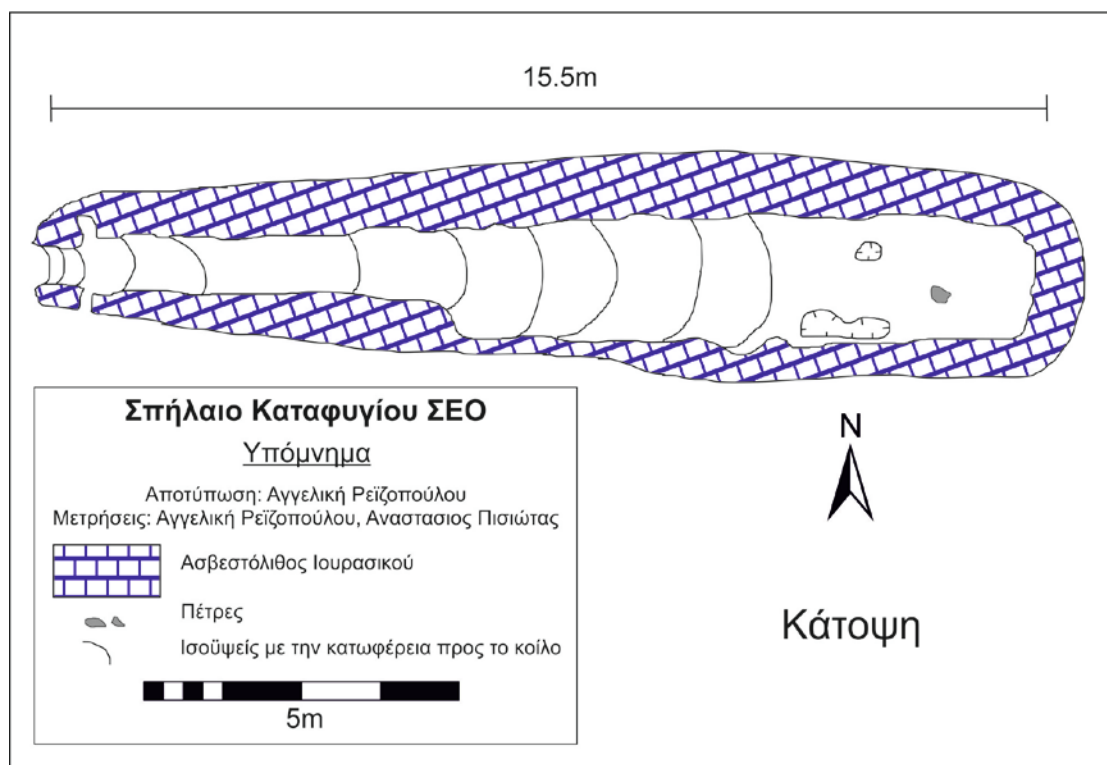 15.5m
Σπήλαιο Καταφυγίου ΣΕΟ
Υπόμνημα
Αποτύπωση: Αγγελική Ρεϊζοπούλου
Μετρήσεις: Αγγελική Ρεϊζοπούλου, Αναστασιος Πισιώτας
Ασβεστόλιθος Ιουρασικού
Πέτρες
Ισοϋψείς με την κατωφέρεια προς το κοίλο
5m
N
Κάτοψη